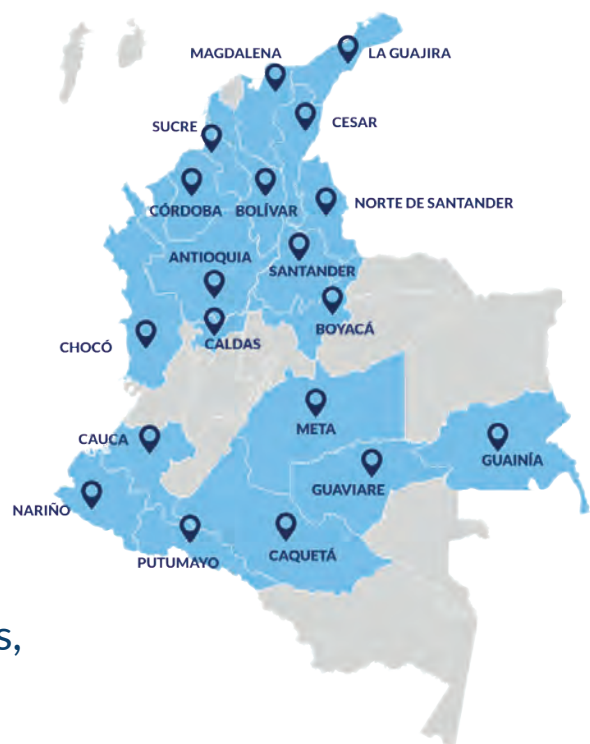 MAGDALENA
LA GUAJIRA
SUCRE
CESAR
CÓRDOBA
BOLÍVAR
NORTE DE SANTANDER
ANTIOQUIA
SANTANDER
BOYACÁ
CHOCÓ
CALDAS
META
CAUCA
GUAINÍA
GUAVIARE
NARIÑO
PUTUMAYO
CAQUETÁ
s,